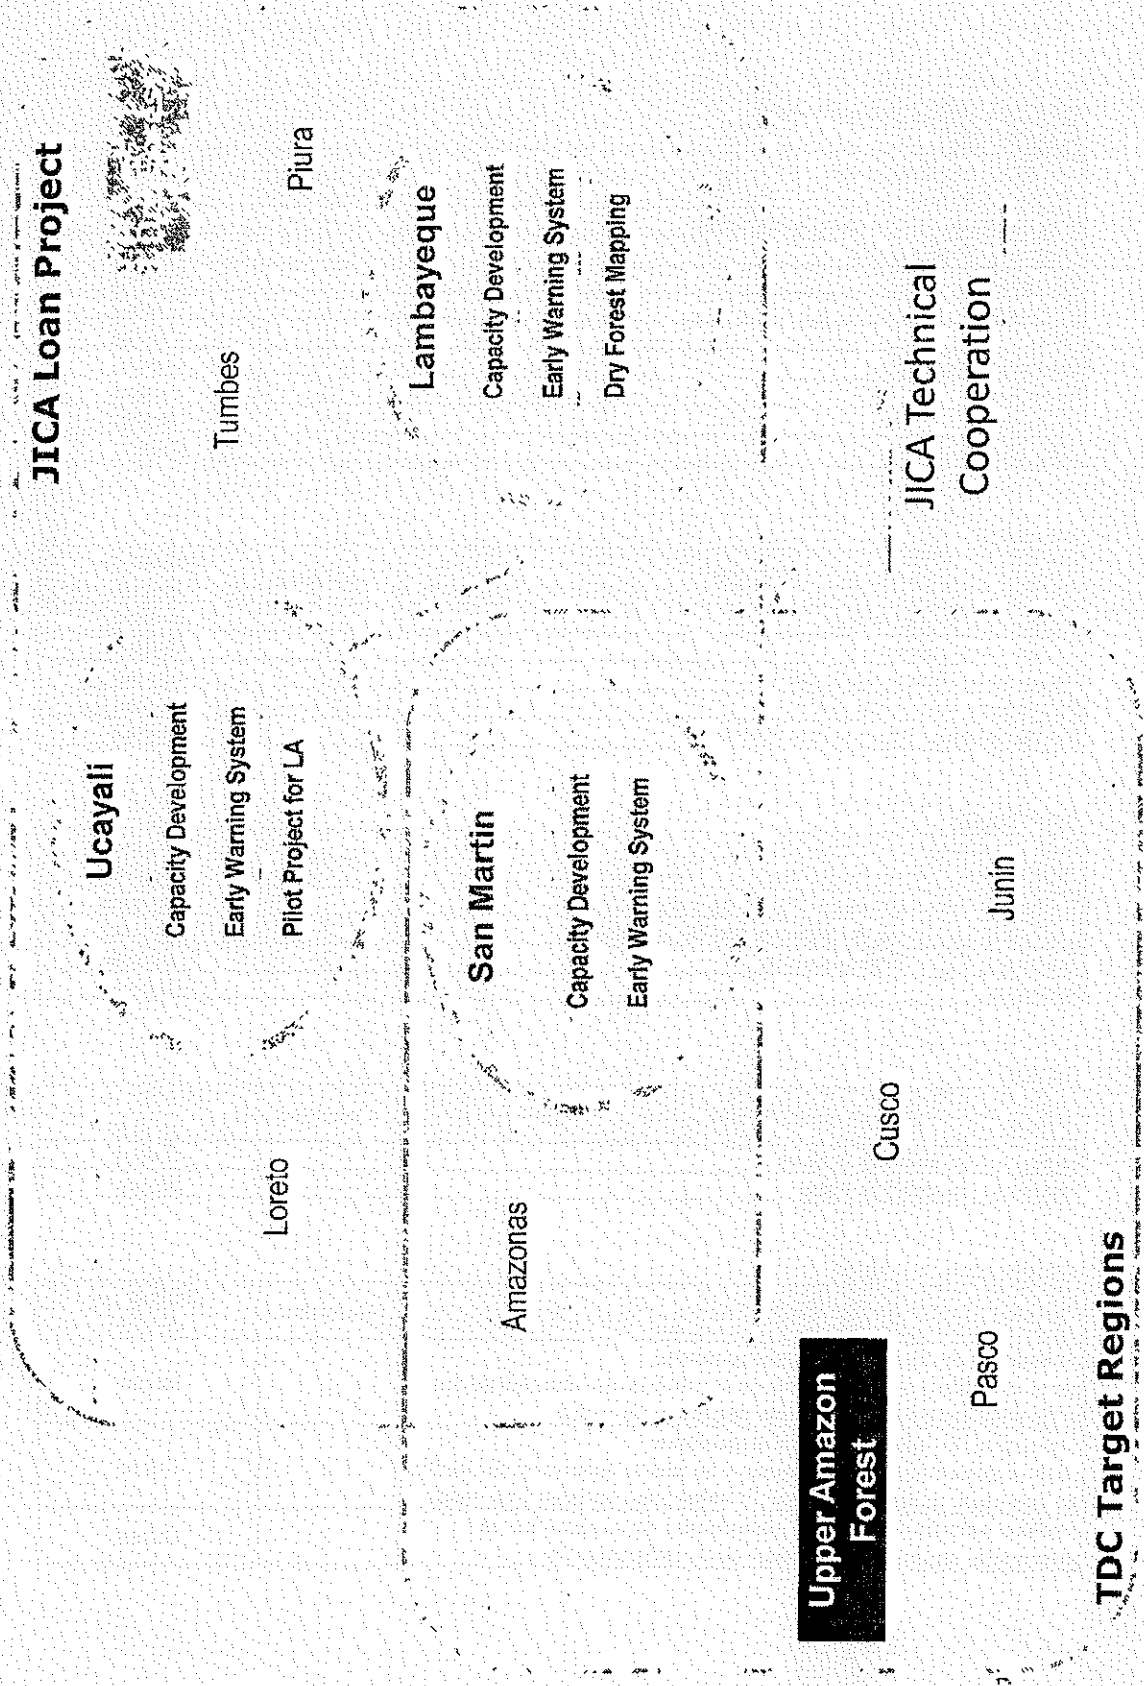 JICA Loan Project
Ucayali
Capacity Development
Early Warning System
Pilot Project for LA
Loreto
Tumbes
Piura
Lambayeque
Capacity Development
Early Warning System
Dry Forest Mapping
San Martin
Capacity Development
Early Warning System
Amazonas
Upper Amazon
Forest
Cusco
Pasco
Junin
JICA Technical
Cooperation
TDC Target Regions